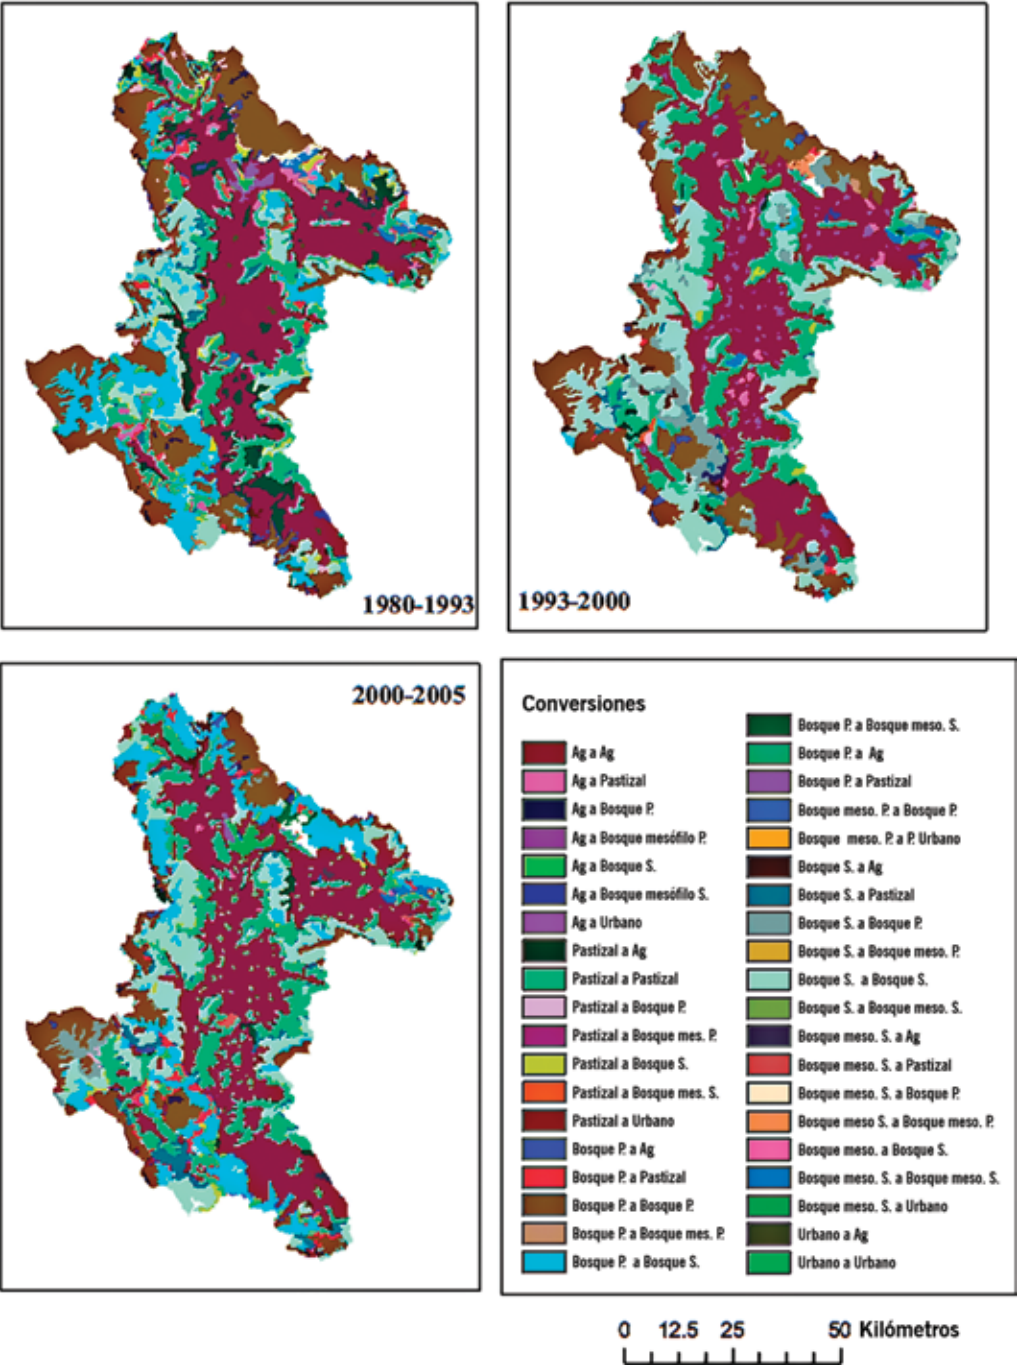 1980-1993
1993-2000
2000-2005
Conversiones
Ag a Ag
Ag a Pastizal
Ag a Bosque P.
Ag a Bosque mesófilo P.
Ag a Bosque S.
Ag a Bosque mesófilo S.
Ag a Urbano
Pastizal a Ag
Pastizal a Pastizal
Pastizal a Bosque P.
Pastizal a Bosque mes. P.
Pastizal a Bosque S.
Pastizal a Bosque mes. S.
Pastizal a Urbano
Bosque P. a Ag
Bosque P. a Pastizal
Bosque P. a Bosque P.
Bosque P. a Bosque mes. P.
Bosque P. a Bosque S.
Bosque P. a Bosque meso. S.
Bosque P. a Ag
Bosque P. a Pastizal
Bosque meso. P. a Bosque P.
Bosque meso. P. a P. Urbano
Bosque S. a Ag
Bosque S. a Pastizal
Bosque S. a Bosque P.
Bosque S. a Bosque meso. P.
Bosque S. a Bosque S.
Bosque S. a Bosque meso. S.
Bosque meso. S. a Ag
Bosque meso. S. a Pastizal
Bosque meso. S. a Bosque P.
Bosque meso S. a Bosque meso. P.
Bosque meso. a Bosque S.
Bosque meso. S. a Bosque meso. S.
Bosque meso. S. a Urbano
Urbano a Ag
Urbano a Urbano
0 12.5 25 50 Kilómetros